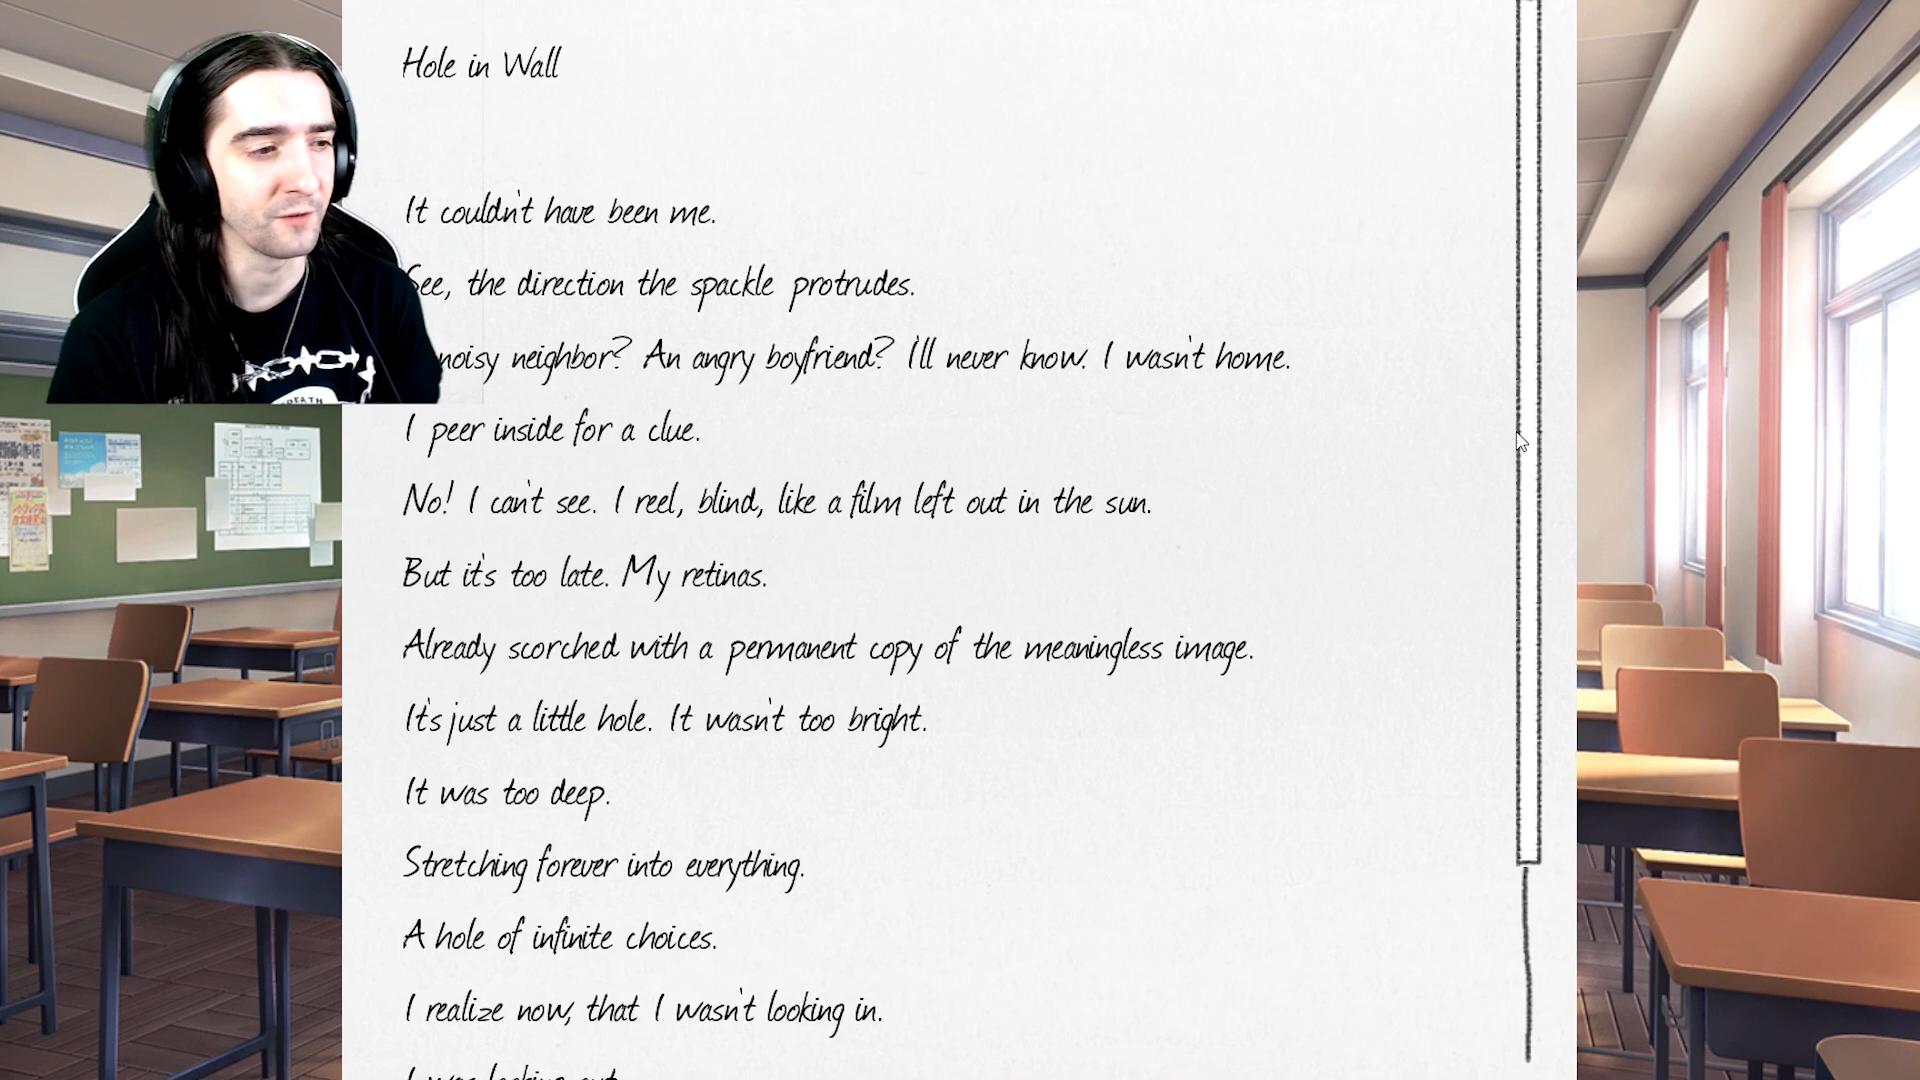 Hole in Wall
It couldn't have been me.
See, the direction the spackle protrudes.
noisy neighbor? An angry boyfriend? I'll never know. I wasn't home.
I peer inside for a clue.
No! I can't see. I reel, blind, like a film left out in the sun.
But it's too late. My retinas.
Already scorched with a permanent copy of the meaningless image.
It's just a little hole. It wasn't too bright.
It was too deep.
Stretching forever into everything.
A hole of infinite choices.
I realize now, that I wasn't looking in.
I was looking out.
DEATH